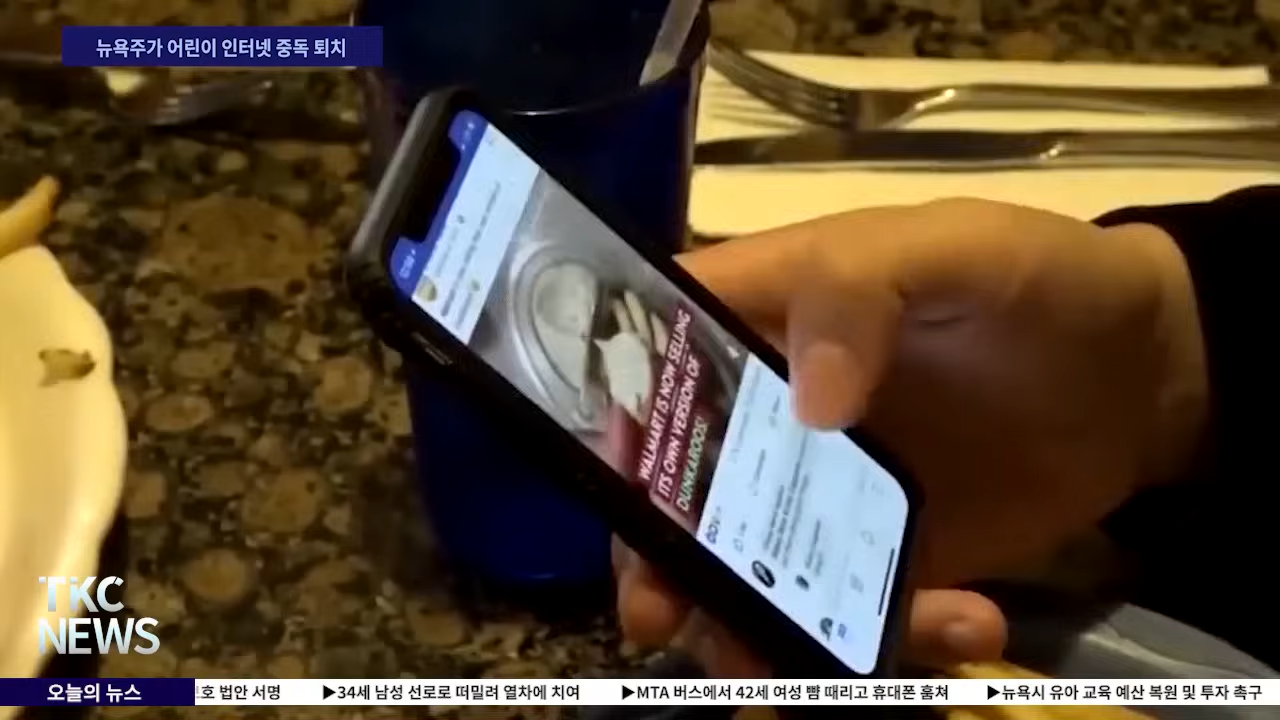 뉴욕주가 어린이 인터넷 중독 퇴치
WALMART IS NOW SELLING
ITS OWN VERSION OF
DUNKAROOS!
TKC
NEWS
오늘의 뉴스
호 법안 서명 ▶34세 남성 선로로 떠밀려 열차에 치여 ▶MTA 버스에서 42세 여성 뺨 때리고 휴대폰 훔쳐 ▶뉴욕시 유아 교육 예산 복원 및 투자 촉구